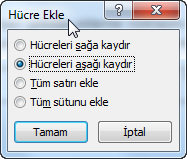 Hücre Ekle
Hücreleri sağa kaydır
Hücreleri aşağı kaydır
Tüm satırı ekle
Tüm sütunu ekle
Tamam
İptal